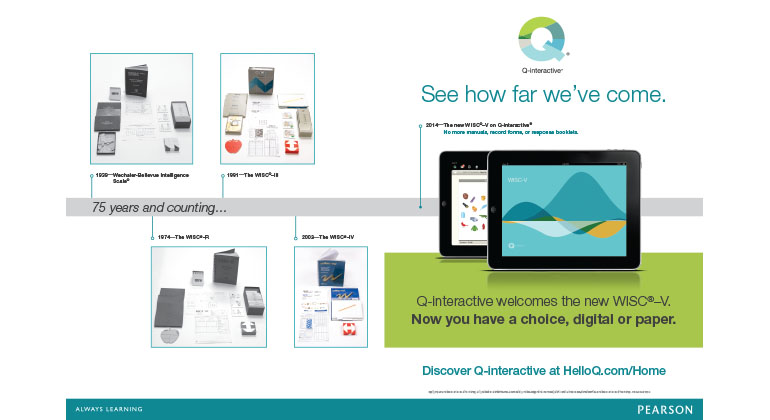 Q-interactive®
See how far we've come.
2014—The new WISC®–V on Q-interactive®
No more manuals, record forms, or response booklets.
1939—Wechsler-Bellevue Intelligence
Scale®
1991—The WISC®–III
75 years and counting...
1974—The WISC®-R
2003—The WISC®-IV
WISC–V
Q-interactive welcomes the new WISC®–V.
Now you have a choice, digital or paper.
Discover Q-interactive at HelloQ.com/Home
ALWAYS LEARNING
PEARSON